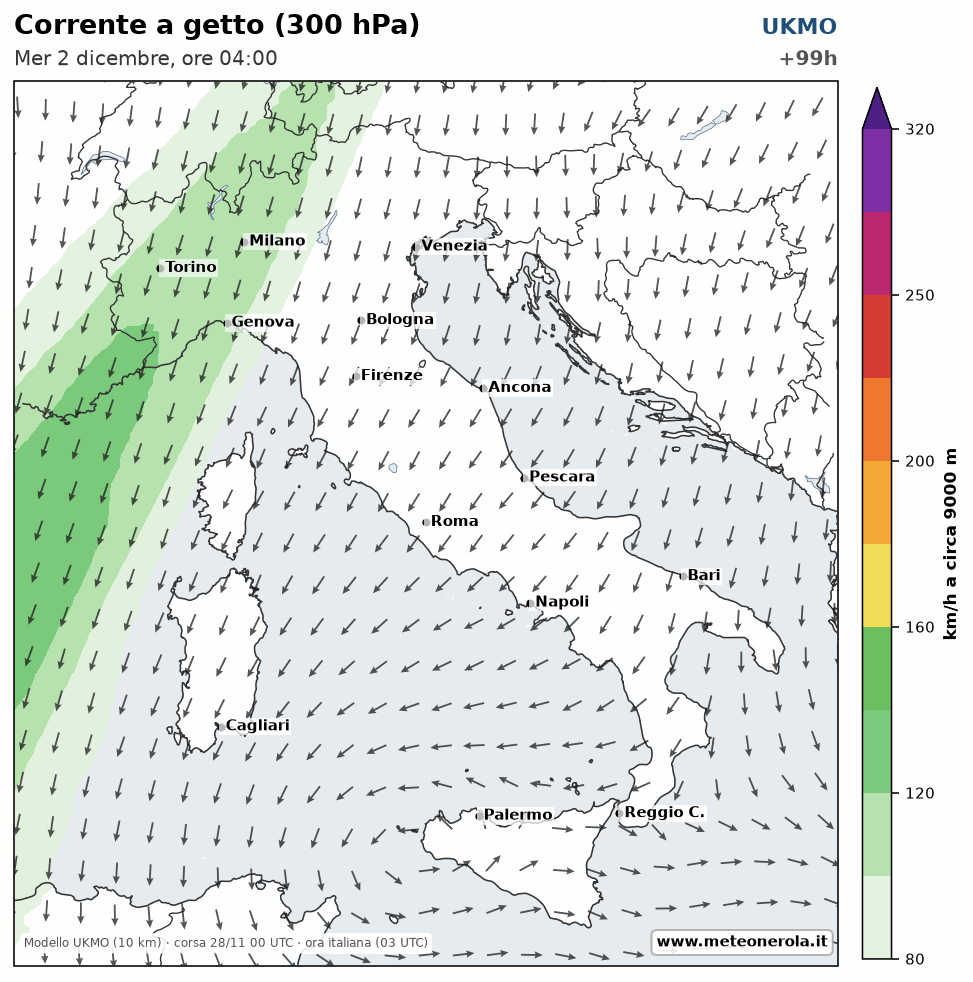 Corrente a getto (300 hPa)
UKMO
Mer 2 dicembre, ore 04:00
+99h
320
250
200
160
120
80
km/h a circa 9000 m
Milano
Venezia
Torino
Genova
Bologna
Firenze
Ancona
Pescara
Roma
Bari
Napoli
Cagliari
Palermo
Reggio C.
Modello UKMO (10 km) · corsa 28/11 00 UTC · ora italiana (03 UTC)
www.meteonerola.it